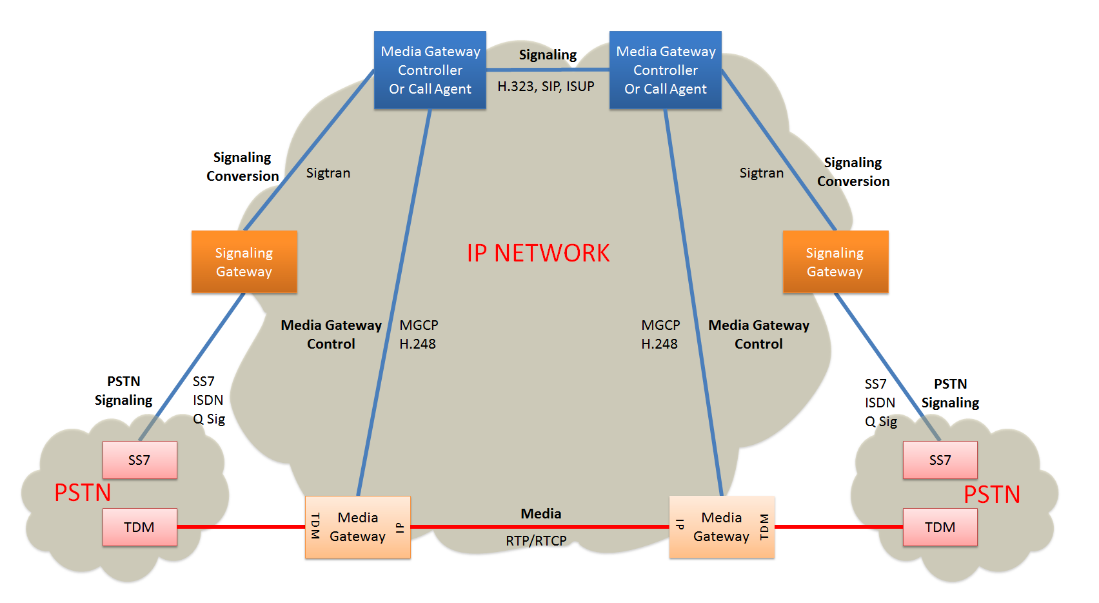 Media Gateway
Controller
Or Call Agent
Signaling
H.323, SIP, ISUP
Media Gateway
Controller
Or Call Agent
Signaling
Conversion
Sigtran
Sigtran
Signaling
Conversion
Signaling
Gateway
IP NETWORK
Signaling
Gateway
Media Gateway
Control
MGCP
H.248
MGCP
H.248
Media Gateway
Control
PSTN
Signaling
SS7
ISDN
Q Sig
SS7
ISDN
Q Sig
PSTN
Signaling
SS7
PSTN
TDM
TDM
Media
Gateway
IP
Media
RTP/RTCP
IP
Media
Gateway
TDM
SS7
PSTN
TDM